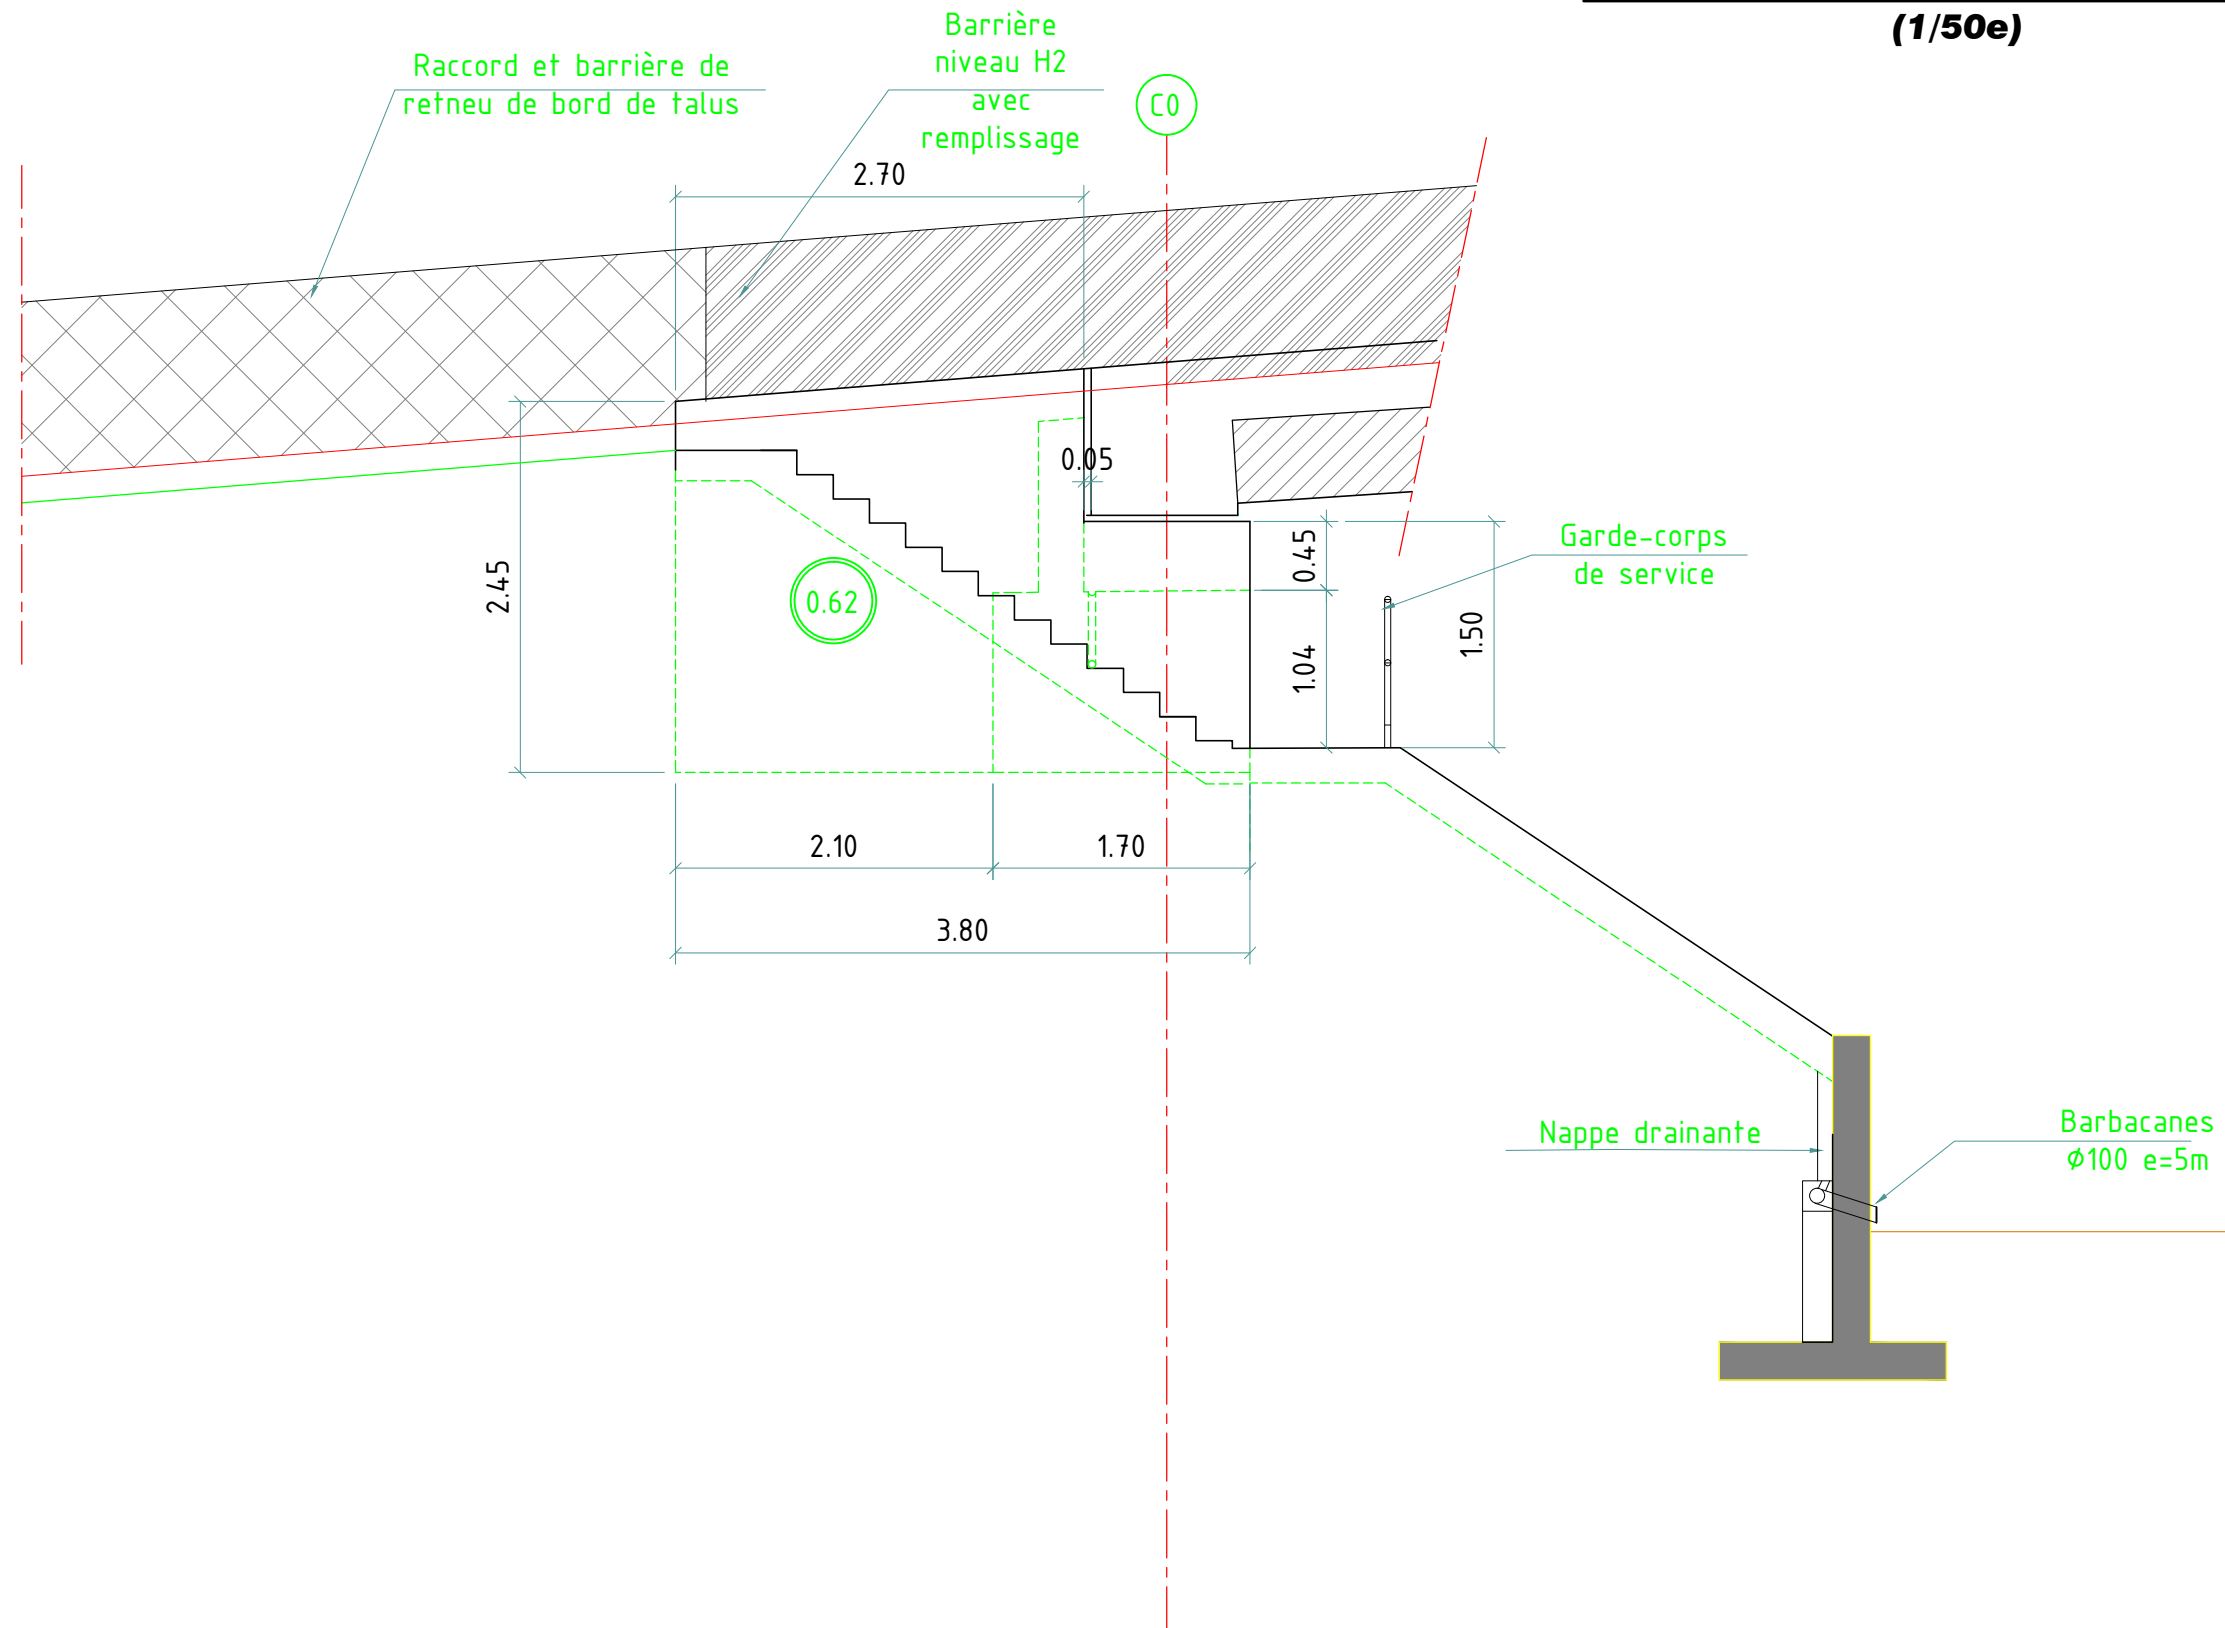 (1/50e)
Barrière
niveau H2
avec
remplissage
Raccord et barrière de
retneu de bord de talus
C0
2.70
0.05
2.45
0.62
0.45
1.04
1.50
Garde-corps
de service
2.10
1.70
3.80
Nappe drainante
Barbacanes
Φ100 e=5m